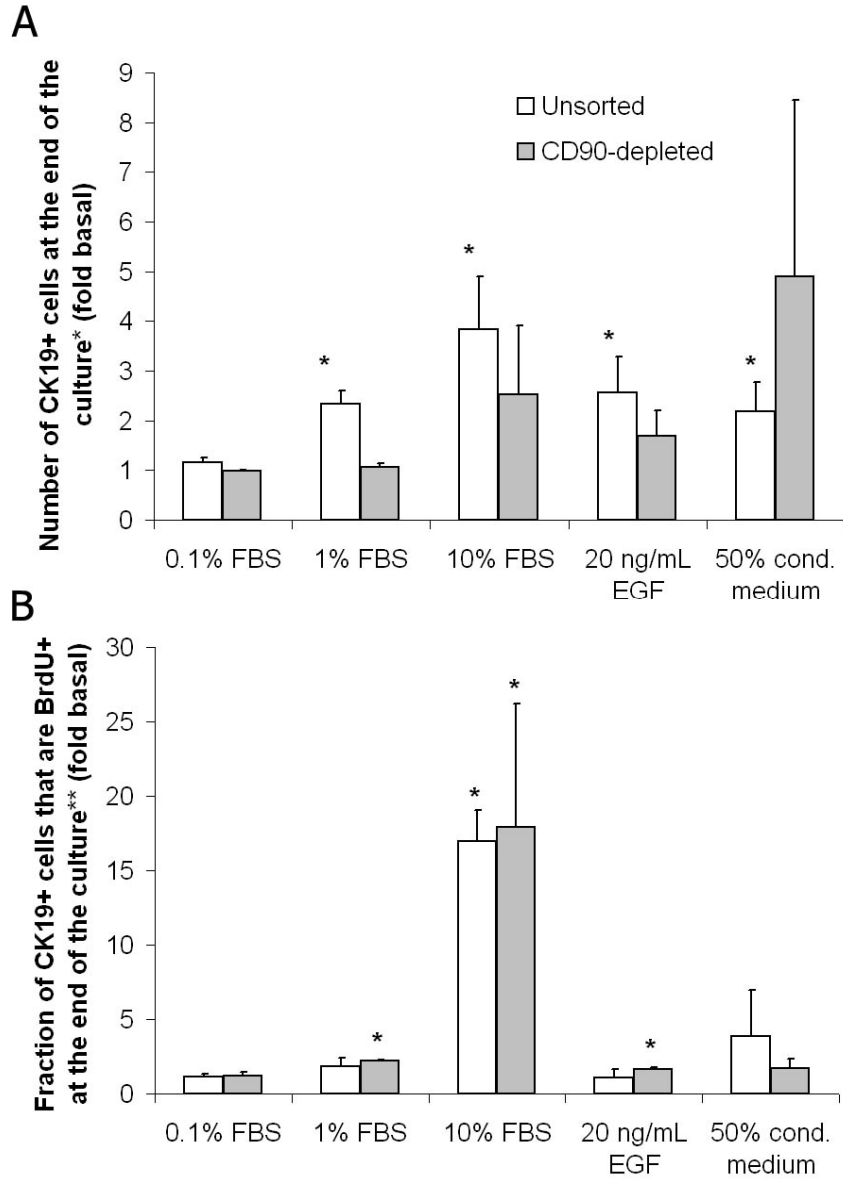 A
Number of CK19+ cells at the end of the
culture* (fold basal)
9
8
7
6
5
4
3
2
1
0
Unsorted
CD90-depleted
*
*
*
*
0.1% FBS
1% FBS
10% FBS
20 ng/mL
EGF
50% cond.
medium
B
Fraction of CK19+ cells that are BrdU+
at the end of the culture** (fold basal)
30
25
20
15
10
5
0
*
*
*
*
0.1% FBS
1% FBS
10% FBS
20 ng/mL
EGF
50% cond.
medium